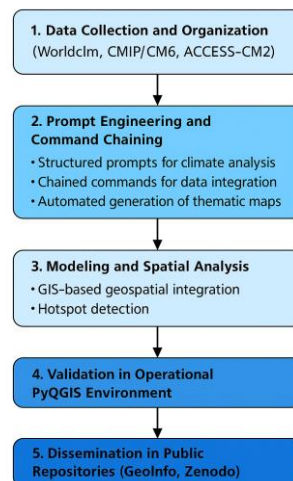 1. Data Collection and Organization
(Worldclm, CMIP/CM6, ACCESS-CM2)
2. Prompt Engineering and
Command Chaining
• Structured prompts for climate analysis
• Chained commands for data integration
• Automated generation of thematic maps
3. Modeling and Spatial Analysis
• GIS-based geospatial integration
• Hotspot detection
4. Validation in Operational
PyQGIS Environment
5. Dissemination in Public
Repositories (GeoInfo, Zenodo)